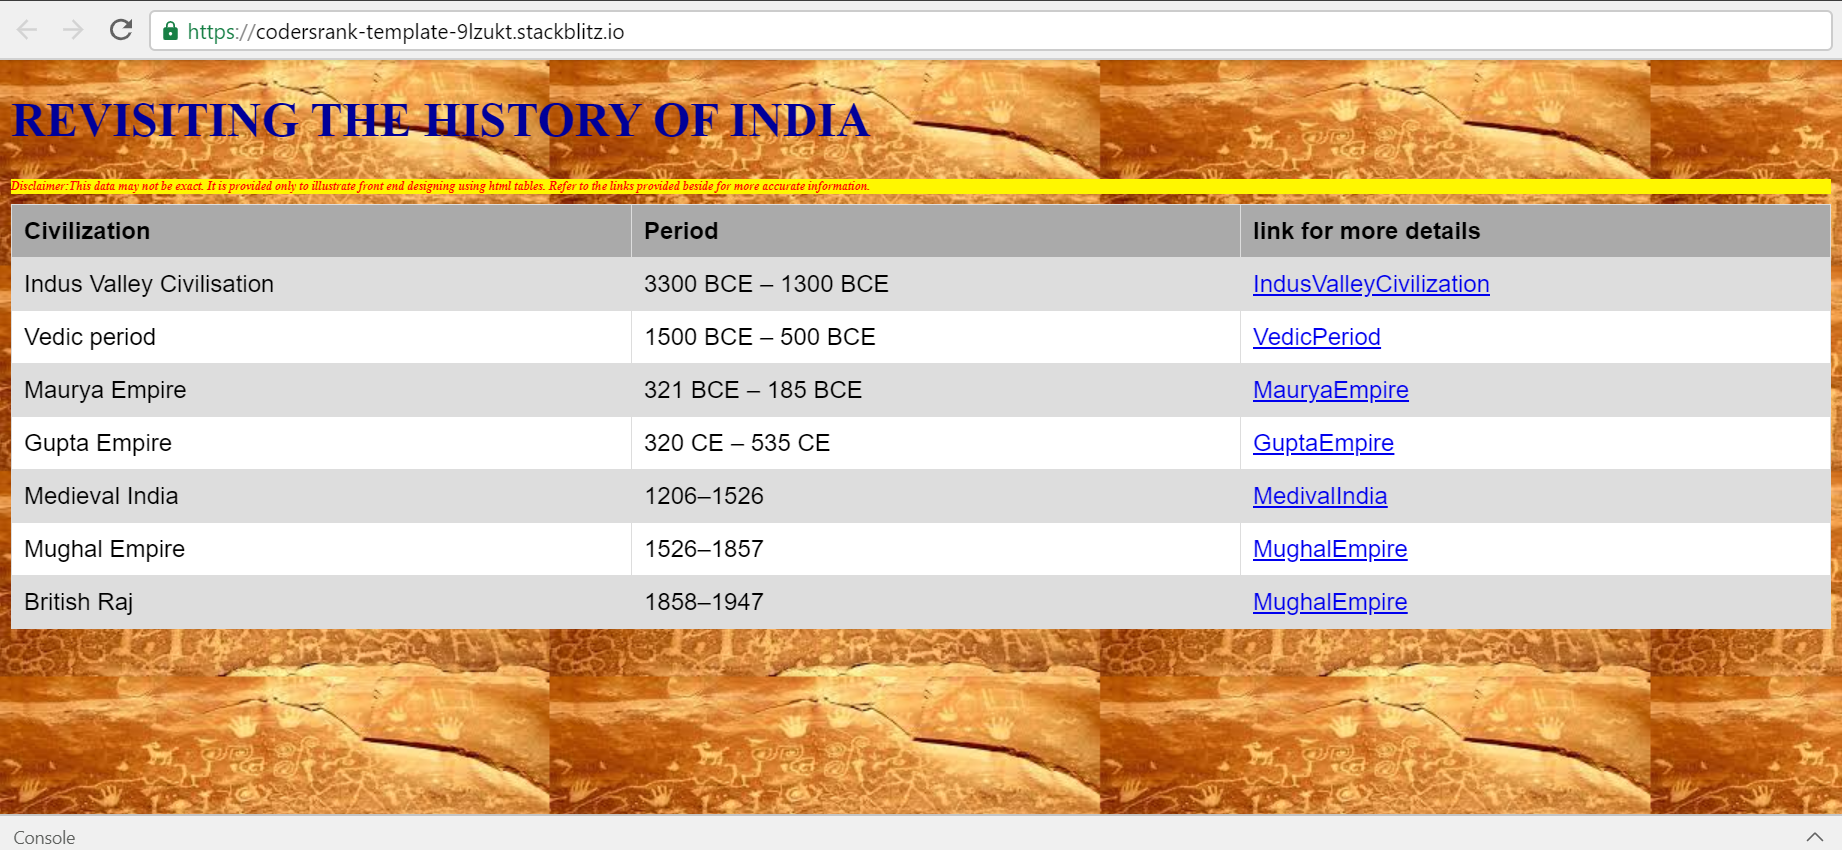 https://codersrank-template-9lzukt.stackblitz.io
REVISITING THE HISTORY OF INDIA
Disclaimer:This data may not be exact. It is provided only to illustrate front end designing using html tables. Refer to the links provided beside for more accurate information.
Civilization Period link for more details
Indus Valley Civilisation 3300 BCE – 1300 BCE IndusValleyCivilization
Vedic period 1500 BCE – 500 BCE VedicPeriod
Maurya Empire 321 BCE – 185 BCE MauryaEmpire
Gupta Empire 320 CE – 535 CE GuptaEmpire
Medieval India 1206–1526 MedivalIndia
Mughal Empire 1526–1857 MughalEmpire
British Raj 1858–1947 MughalEmpire
Console